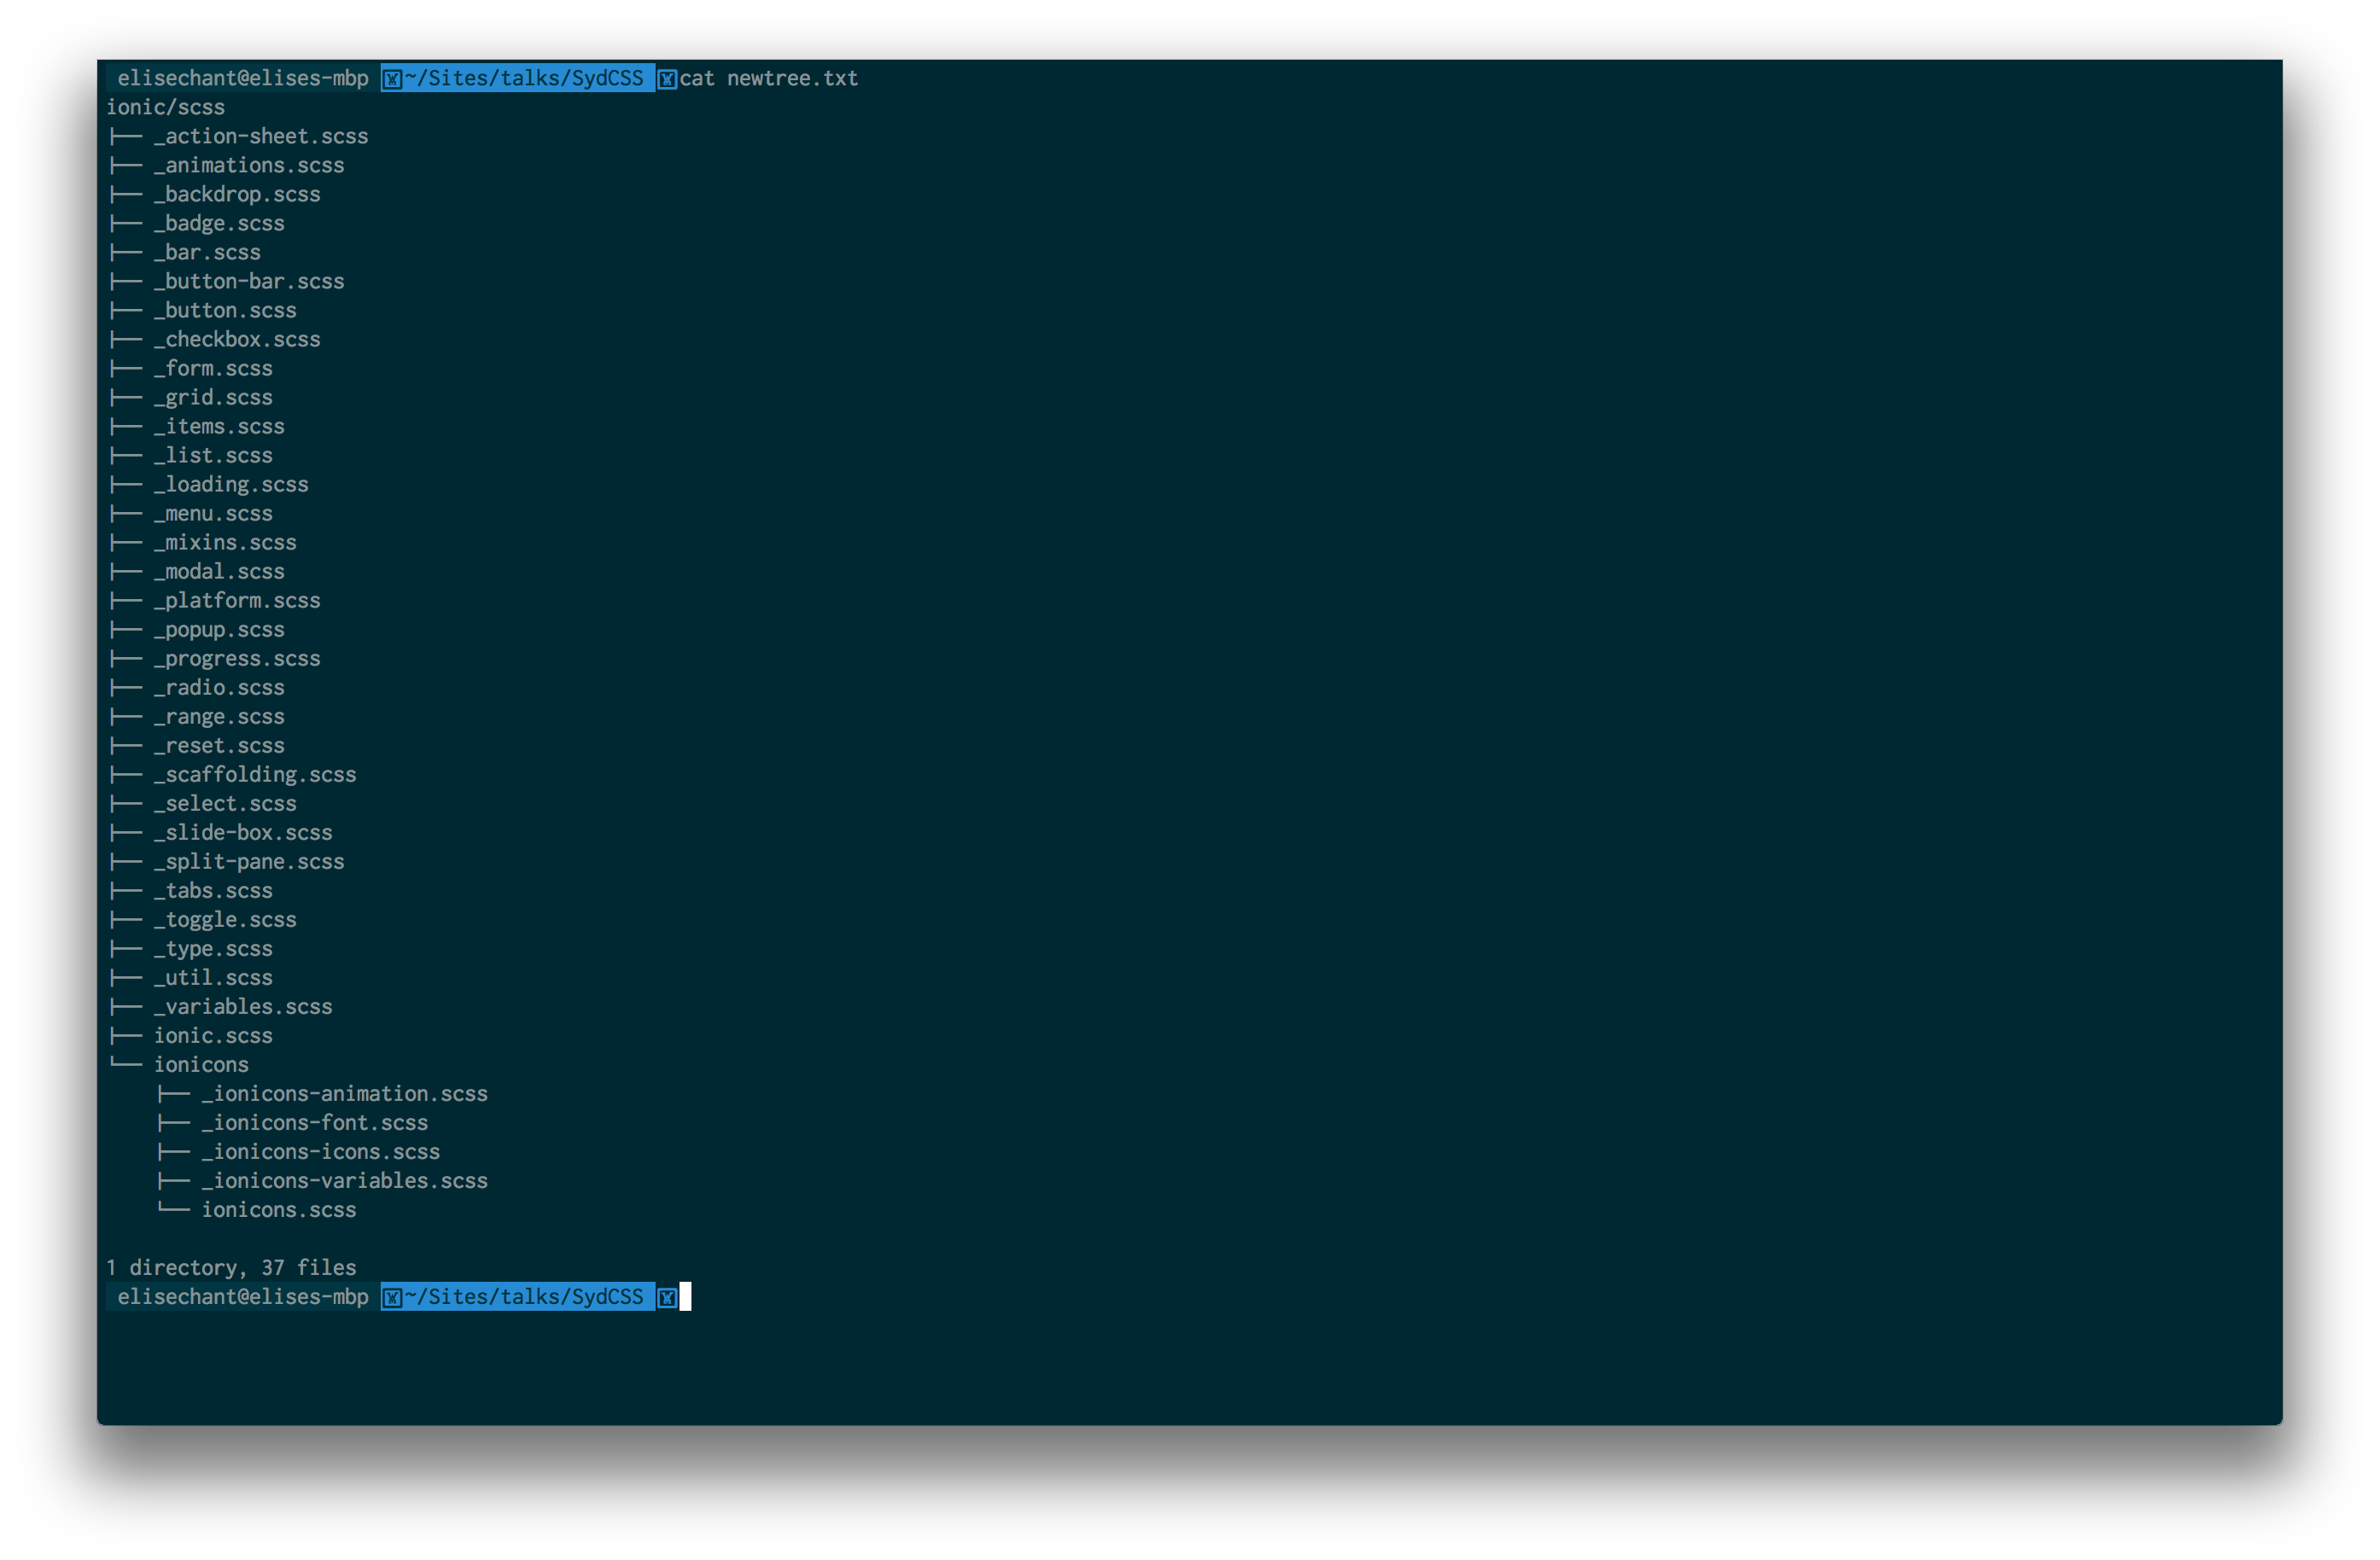 elisechant@elises-mbp ~/Sites/talks/SydCSS cat newtree.txt
ionic/scss
├── _action-sheet.scss
├── _animations.scss
├── _backdrop.scss
├── _badge.scss
├── _bar.scss
├── _button-bar.scss
├── _button.scss
├── _checkbox.scss
├── _form.scss
├── _grid.scss
├── _items.scss
├── _list.scss
├── _loading.scss
├── _menu.scss
├── _mixins.scss
├── _modal.scss
├── _platform.scss
├── _popup.scss
├── _progress.scss
├── _radio.scss
├── _range.scss
├── _reset.scss
├── _scaffolding.scss
├── _select.scss
├── _slide-box.scss
├── _split-pane.scss
├── _tabs.scss
├── _toggle.scss
├── _type.scss
├── _util.scss
├── _variables.scss
├── ionic.scss
└── ionicons
    ├── _ionicons-animation.scss
    ├── _ionicons-font.scss
    ├── _ionicons-icons.scss
    ├── _ionicons-variables.scss
    └── ionicons.scss

1 directory, 37 files
elisechant@elises-mbp ~/Sites/talks/SydCSS